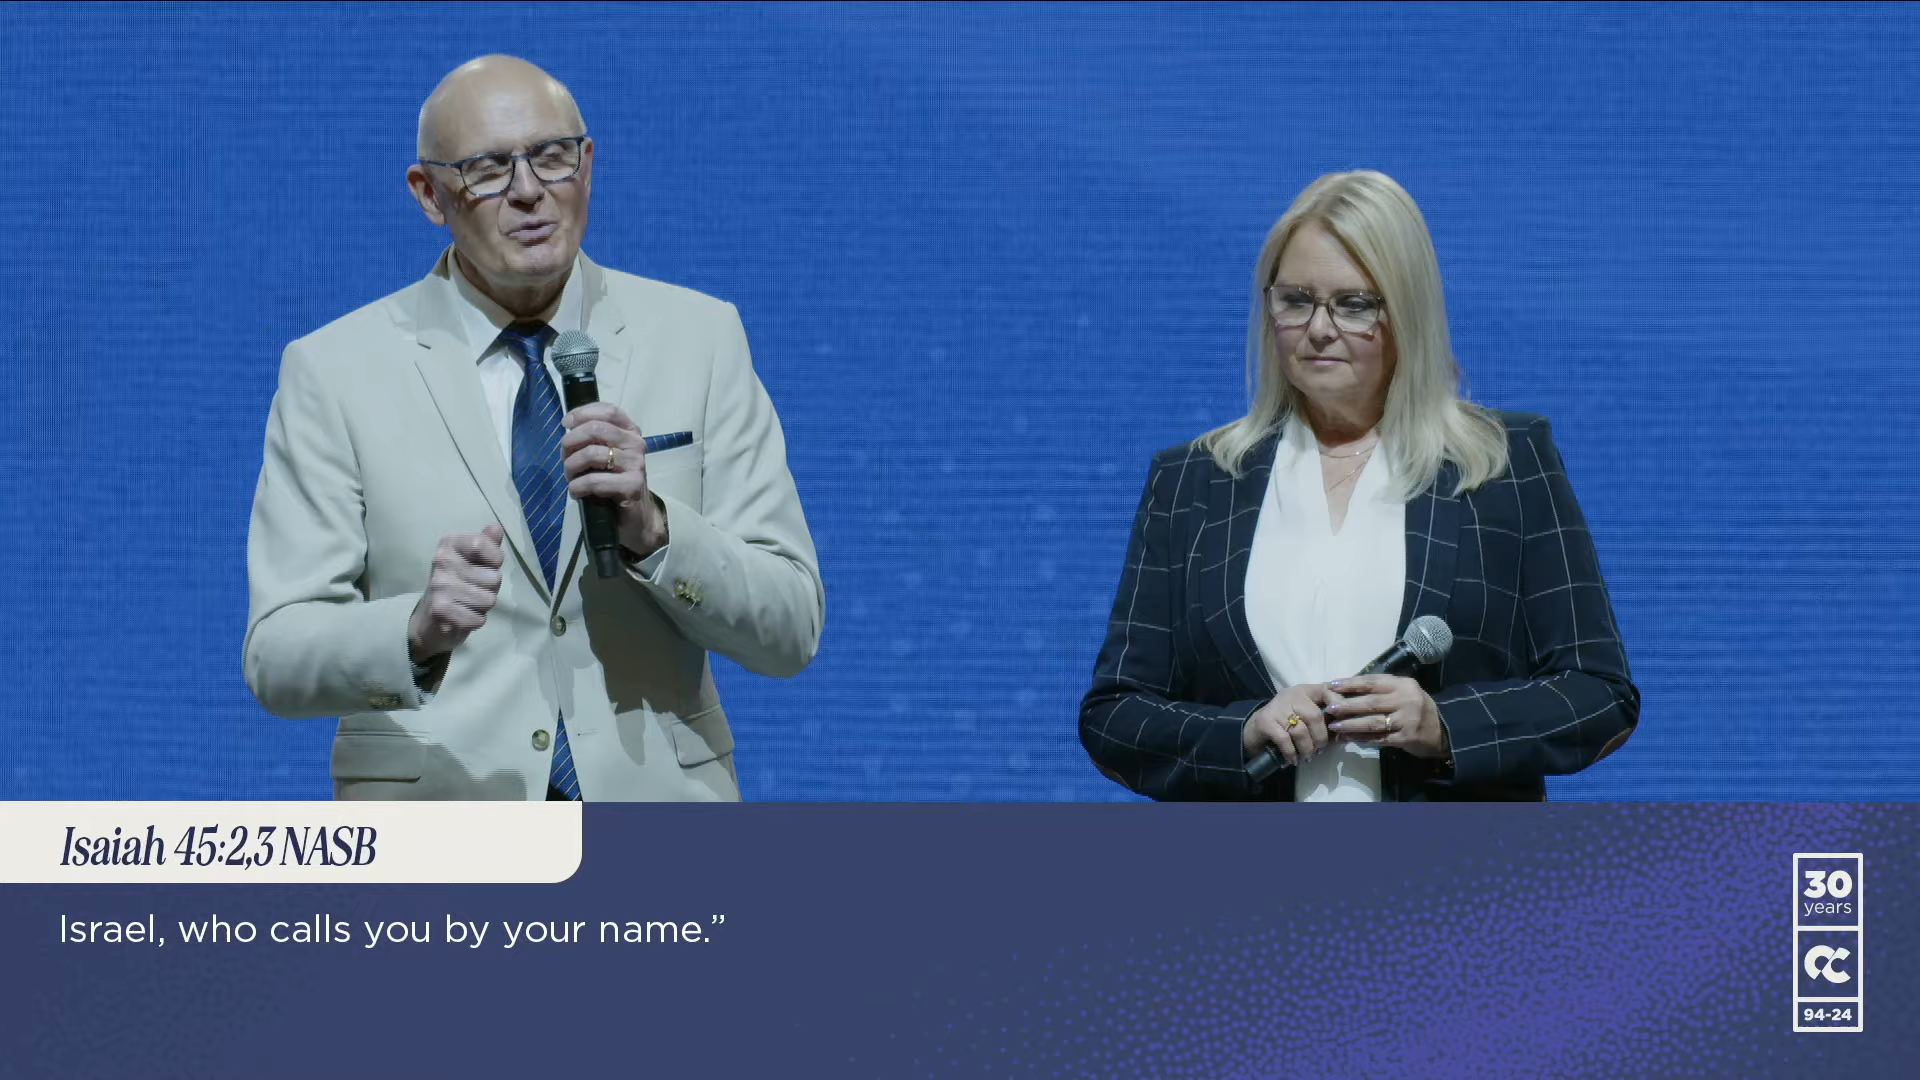 Isaiah 45:2,3 NASB
Israel, who calls you by your name.”
30
years
94-24